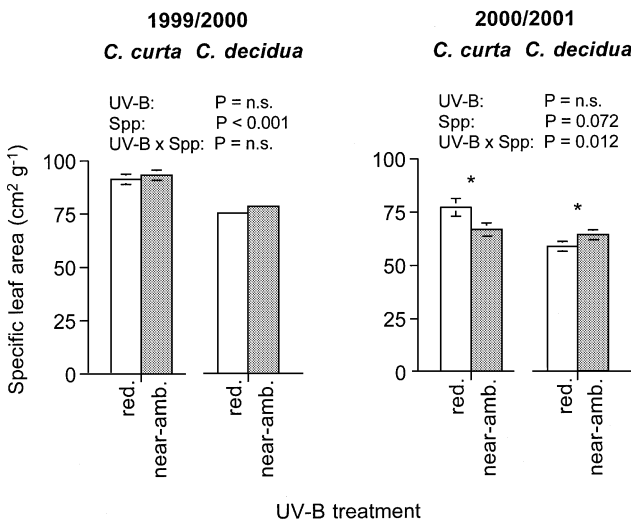 1999/2000
C. curta C. decidua
UV-B: P = n.s.
Spp: P < 0.001
UV-B x Spp: P = n.s.
100
75
50
25
0
red.
near-amb.
red.
near-amb.
2000/2001
C. curta C. decidua
UV-B: P = n.s.
Spp: P = 0.072
UV-B x Spp: P = 0.012
100
75
50
25
0
*
*
red.
near-amb.
red.
near-amb.
Specific leaf area (cm² g⁻¹)
UV-B treatment